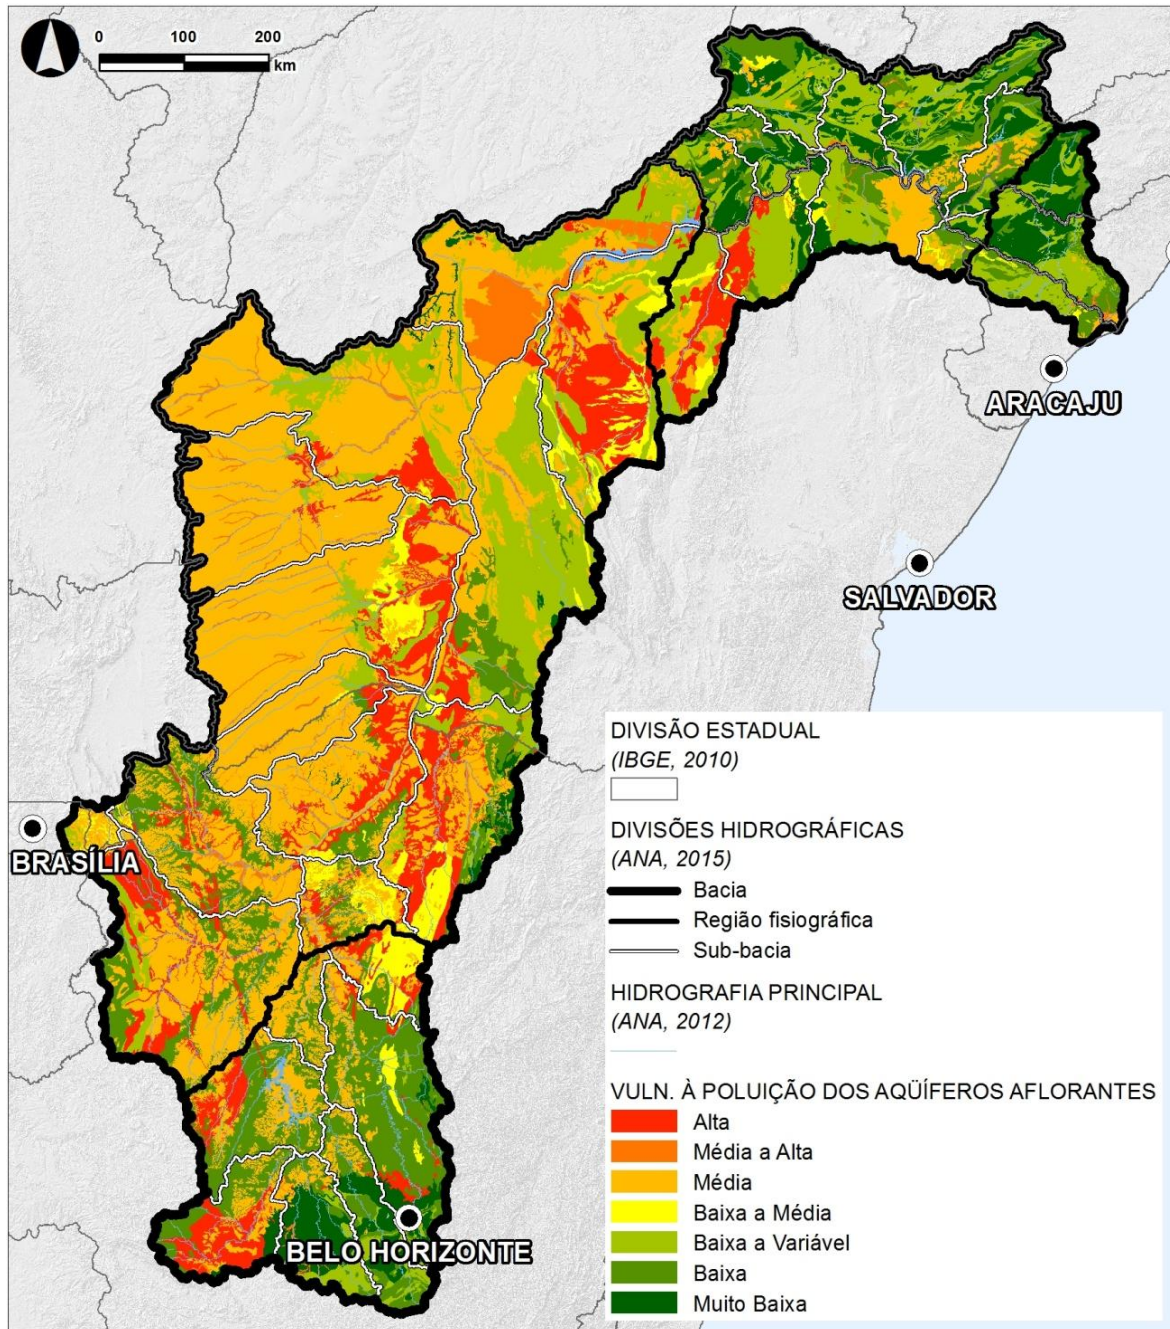 0 100 200
km
ARACAJU
SALVADOR
BRASÍLIA
BELO HORIZONTE
DIVISÃO ESTADUAL
(IBGE, 2010)
DIVISÕES HIDROGRÁFICAS
(ANA, 2015)
Bacia
Região fisiográfica
Sub-bacia
HIDROGRAFIA PRINCIPAL
(ANA, 2012)
VULN. À POLUIÇÃO DOS AQÜÍFEROS AFLORANTES
Alta
Média a Alta
Média
Baixa a Média
Baixa a Variável
Baixa
Muito Baixa